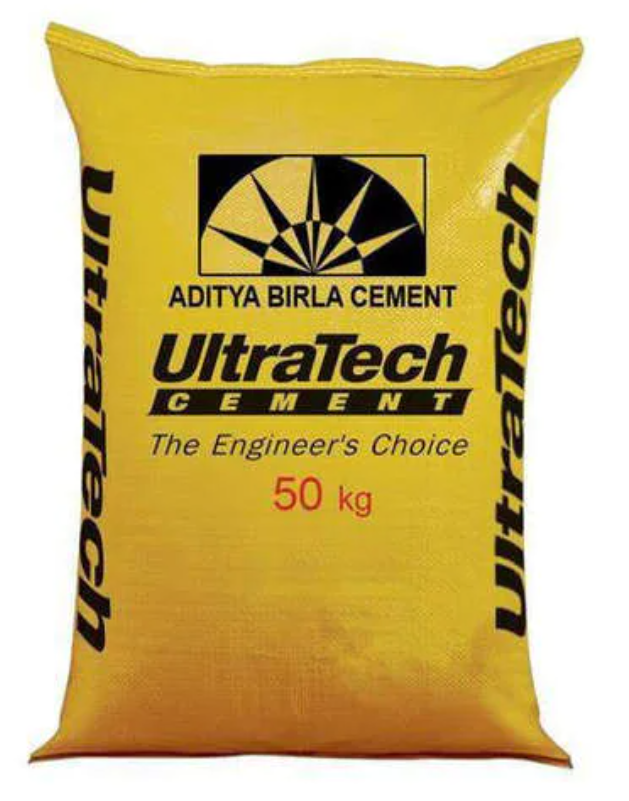 ADITYA BIRLA CEMENT
UltraTech
CEMENT
The Engineer's Choice
50 kg
UltraTech
UltraTech